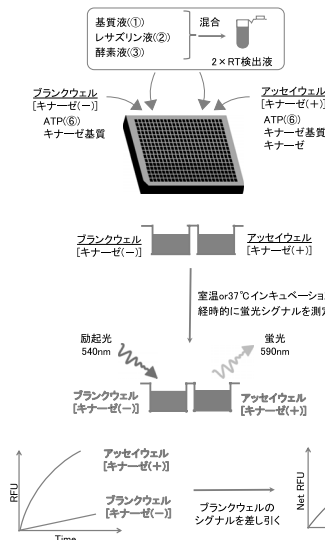 基質液(①)
レサズリン液(②)
酵素液(③)
混合
2×RT検出液
ブランクウェル
[キナーゼ(−)]
ATP(⑥)
キナーゼ基質
アッセイウェル
[キナーゼ(+)]
ATP(⑥)
キナーゼ基質
キナーゼ
ブランクウェル
[キナーゼ(−)]
アッセイウェル
[キナーゼ(+)]
室温or37℃インキュベーショ
経時的に蛍光シグナルを測定
励起光
540nm
蛍光
590nm
ブランクウェル
[キナーゼ(−)]
アッセイウェル
[キナーゼ(+)]
RFU
アッセイウェル
[キナーゼ(+)]
ブランクウェル
[キナーゼ(−)]
Time
ブランクウェルの
シグナルを差し引く
Net RFU